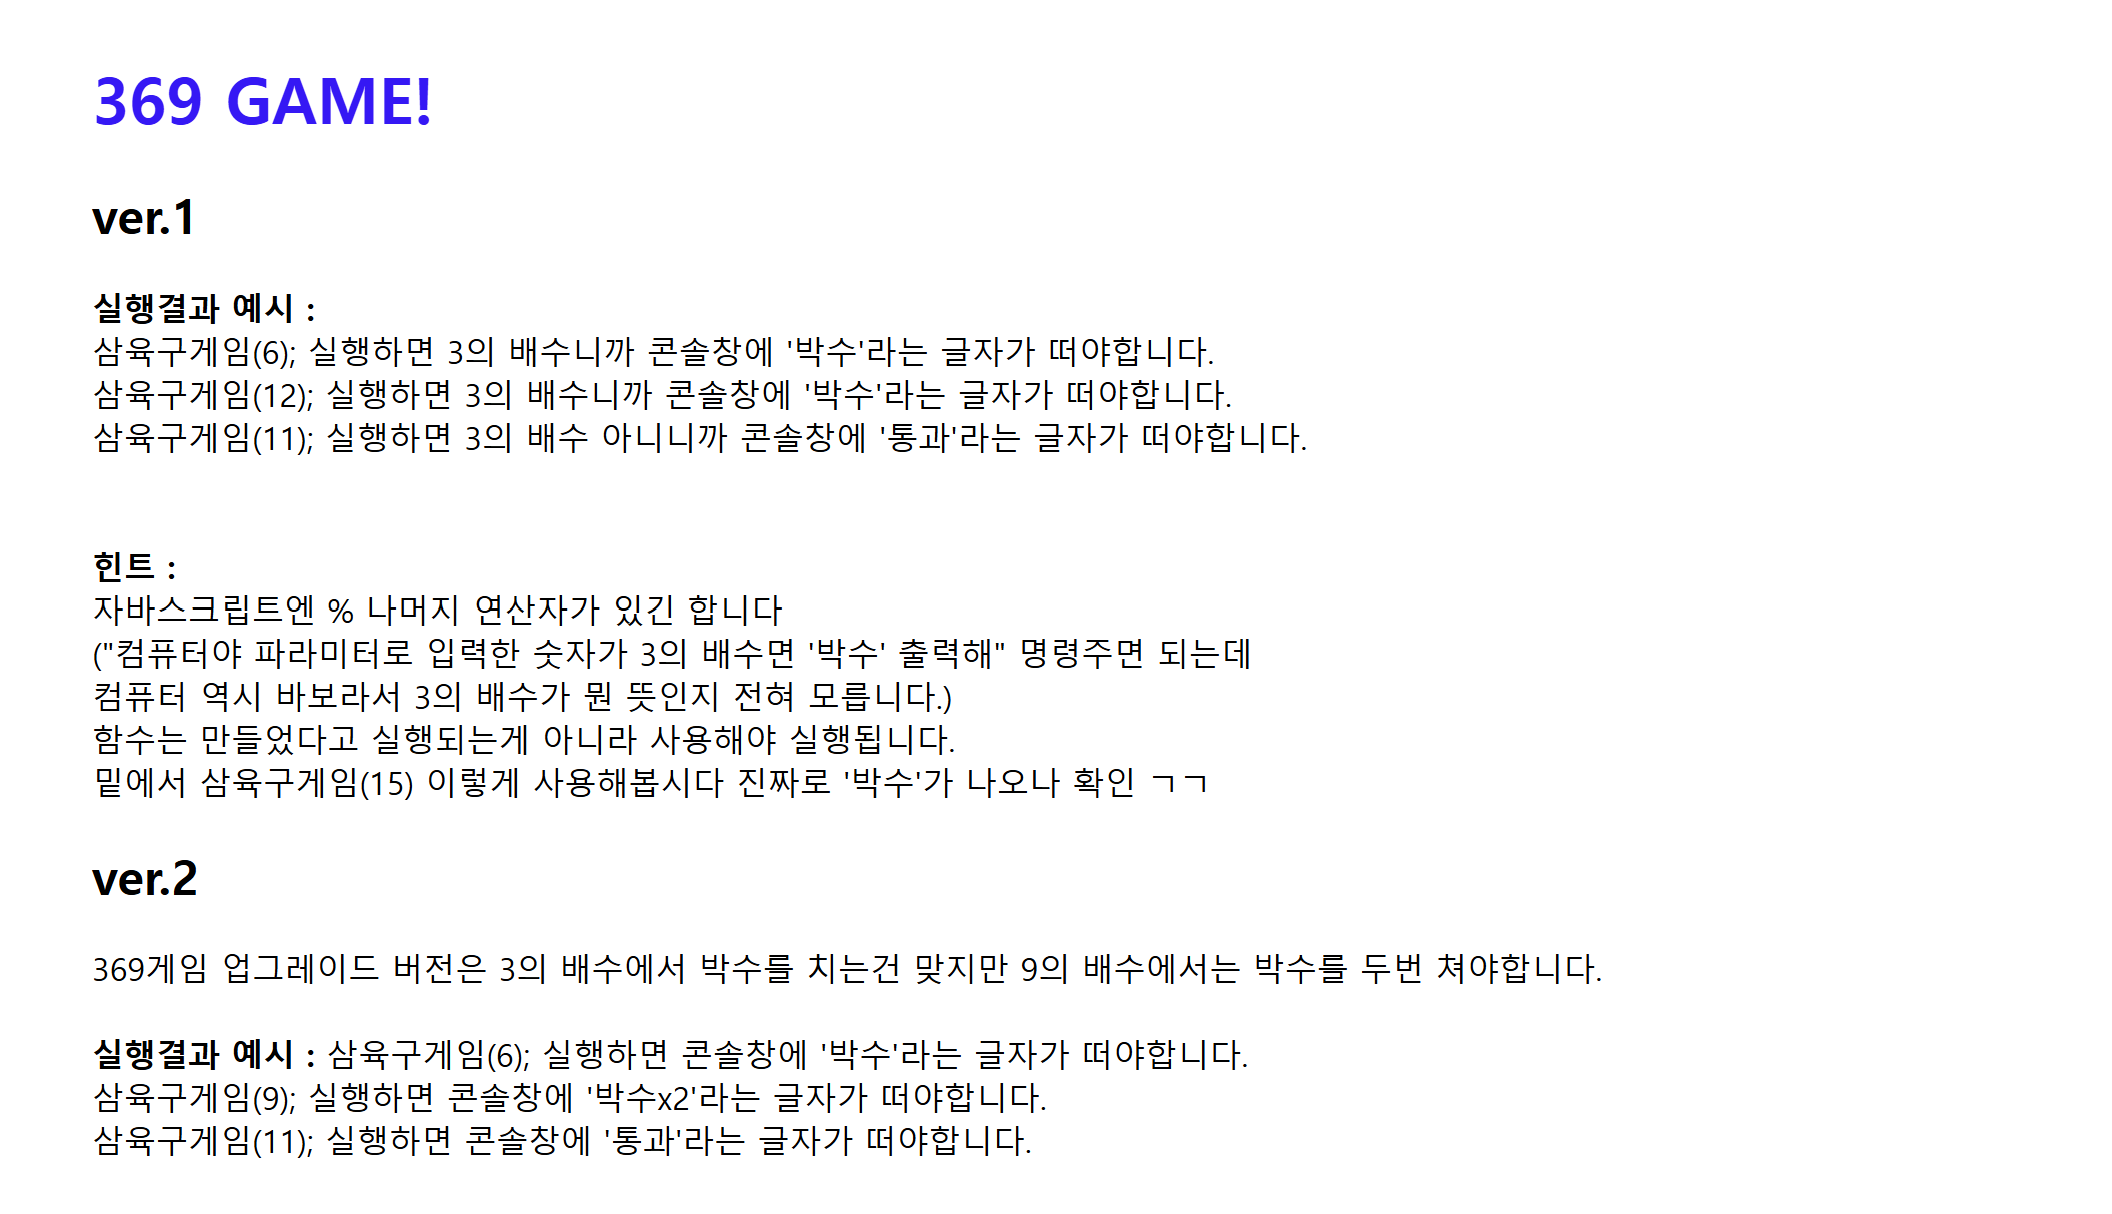 369 GAME!
ver.1
실행결과 예시 :
삼육구게임(6); 실행하면 3의 배수니까 콘솔창에 '박수'라는 글자가 떠야합니다.
삼육구게임(12); 실행하면 3의 배수니까 콘솔창에 '박수'라는 글자가 떠야합니다.
삼육구게임(11); 실행하면 3의 배수 아니니까 콘솔창에 '통과'라는 글자가 떠야합니다.
힌트 :
자바스크립트엔 % 나머지 연산자가 있긴 합니다
("컴퓨터야 파라미터로 입력한 숫자가 3의 배수면 '박수' 출력해" 명령주면 되는데
컴퓨터 역시 바보라서 3의 배수가 뭔 뜻인지 전혀 모릅니다.)
함수는 만들었다고 실행되는게 아니라 사용해야 실행됩니다.
밑에서 삼육구게임(15) 이렇게 사용해봅시다 진짜로 '박수'가 나오나 확인 ㄱㄱ
ver.2
369게임 업그레이드 버전은 3의 배수에서 박수를 치는건 맞지만 9의 배수에서는 박수를 두번 쳐야합니다.
실행결과 예시 : 삼육구게임(6); 실행하면 콘솔창에 '박수'라는 글자가 떠야합니다.
삼육구게임(9); 실행하면 콘솔창에 '박수x2'라는 글자가 떠야합니다.
삼육구게임(11); 실행하면 콘솔창에 '통과'라는 글자가 떠야합니다.